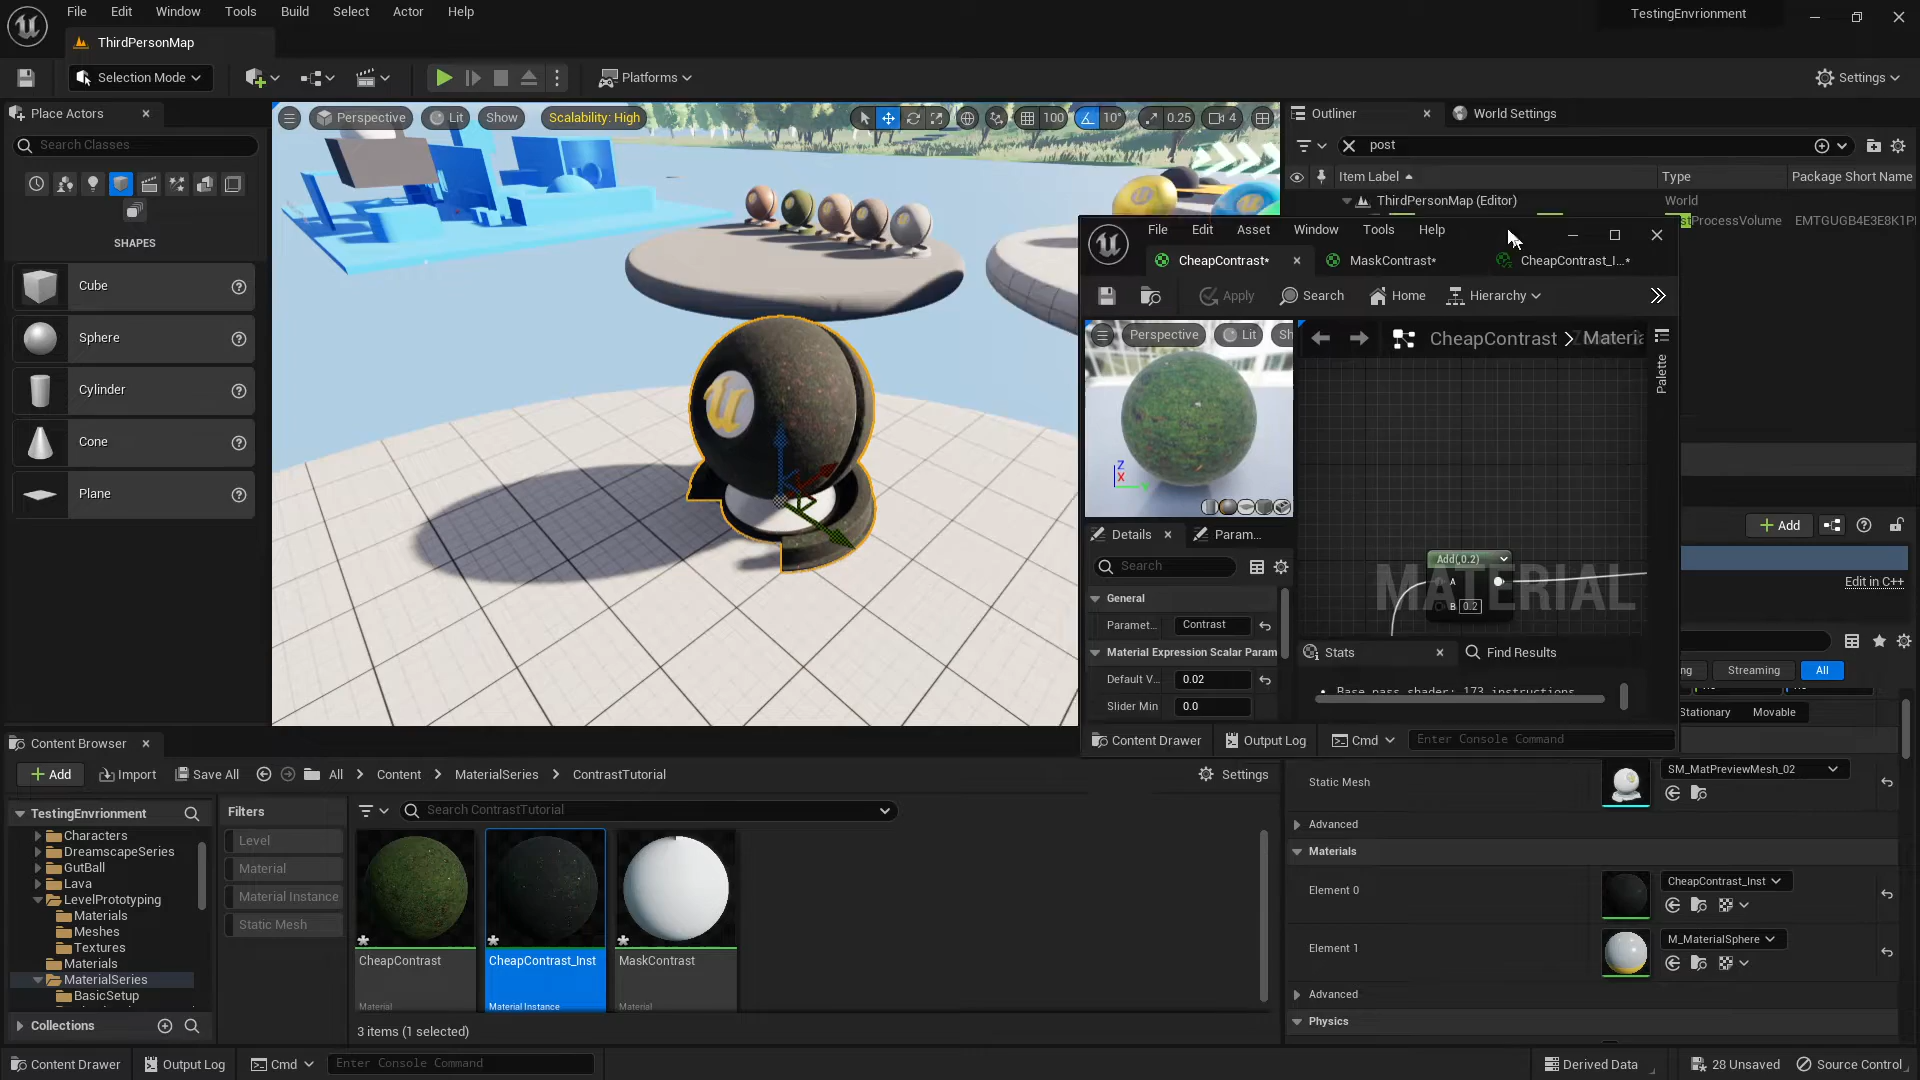 File Edit Window Tools Build Select Actor Help
TestingEnvrionment
ThirdPersonMap
Selection Mode
Platforms
Settings
Place Actors
Search Classes
SHAPES
Cube
Sphere
Cylinder
Cone
Plane
Perspective Lit Show Scalability: High
100 10° 0.25 4
Outliner World Settings
post
Item Label Type Package Short Name
ThirdPersonMap (Editor) World
stProcessVolume EMTGUGB4E3E8K1P
File Edit Asset Window Tools Help
CheapContrast* MaskContrast* CheapContrast_I...*
Apply Search Home Hierarchy
Perspective Lit Sh
CheapContrast > Materia
Palette
Z X
Add(,0.2)
A
B 0.2
MATERIAL
Details Param...
Search
General
Paramet... Contrast
Material Expression Scalar Param
Default V... 0.02
Slider Min 0.0
Stats Find Results
Base pass shader: 173 instructions
Content Drawer Output Log Cmd Enter Console Command
Add
Edit in C++
ng Streaming All
Stationary Movable
Static Mesh SM_MatPreviewMesh_02
Advanced
Materials
Element 0 CheapContrast_Inst
Element 1 M_MaterialSphere
Advanced
Physics
Content Browser
Add Import Save All All > Content > MaterialSeries > ContrastTutorial Settings
TestingEnvrionment
Characters
DreamscapeSeries
GutBall
Lava
LevelPrototyping
Materials
Meshes
Textures
Materials
MaterialSeries
BasicSetup
Collections
Filters
Level
Material
Material Instance
Static Mesh
Search ContrastTutorial
CheapContrast
Material
CheapContrast_Inst
Material Instance
MaskContrast
Material
3 items (1 selected)
Content Drawer Output Log Cmd Enter Console Command
Derived Data 28 Unsaved Source Control